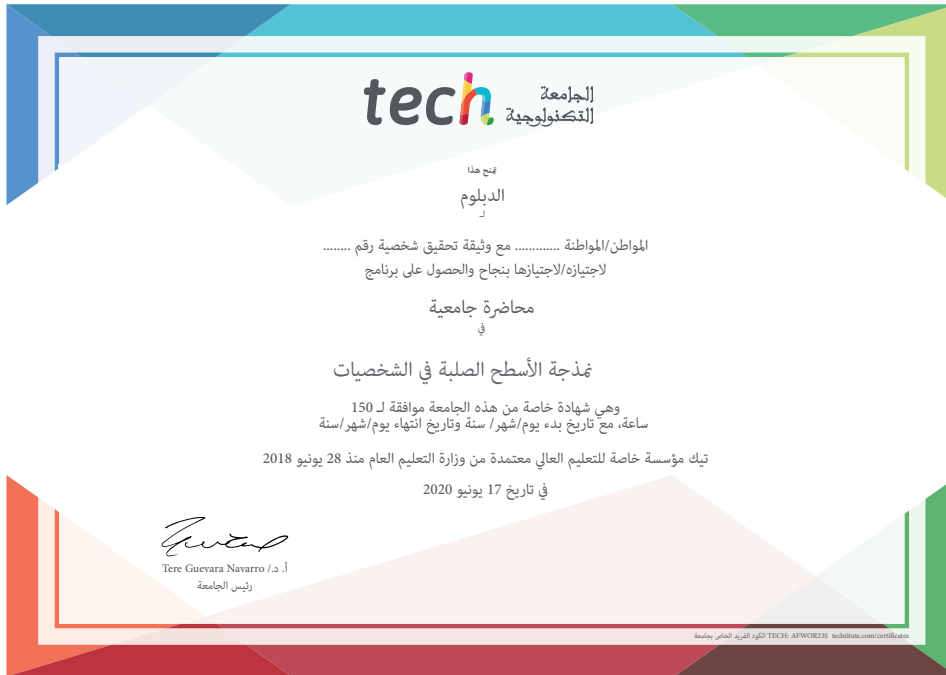 tech الجامعة
التكنولوجية
تمنح هذا
الدبلوم
لـ
المواطن/المواطنة ............. مع وثيقة تحقيق شخصية رقم ........
لاجتيازه/لاجتيازها بنجاح والحصول على برنامج
محاضرة جامعية
في
نمذجة الأسطح الصلبة في الشخصيات
وهي شهادة خاصة من هذه الجامعة موافقة لـ 150
ساعة، مع تاريخ بدء يوم/شهر/ سنة وتاريخ انتهاء يوم/شهر/سنة
تيك مؤسسة خاصة للتعليم العالي معتمدة من وزارة التعليم العام منذ 28 يونيو 2018
في تاريخ 17 يونيو 2020
أ. د./ Tere Guevara Navarro
رئيس الجامعة
الكود الفريد الخاص بجامعة TECH: AFWOR23S techtitute.com/certificates